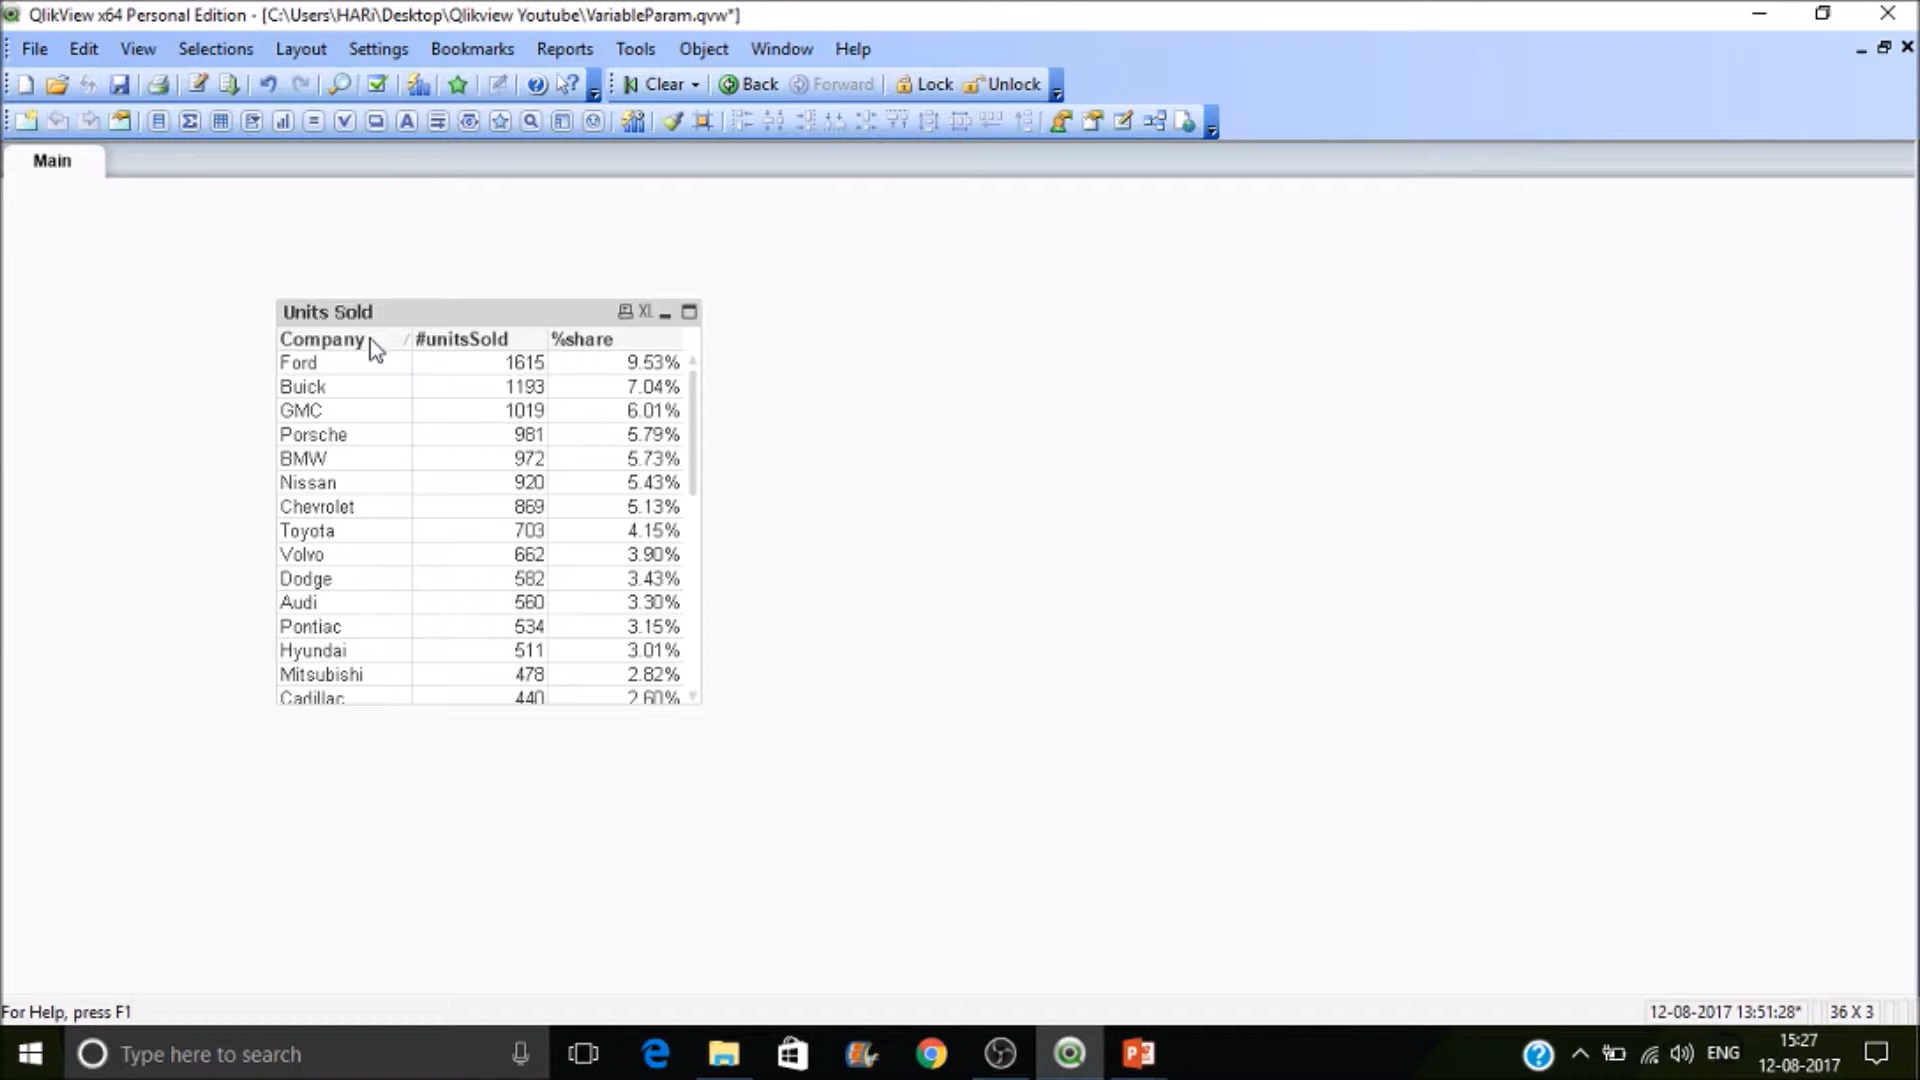 QlikView x64 Personal Edition - [C:\Users\HARi\Desktop\Qlikview Youtube\VariableParam.qvw*]
File Edit View Selections Layout Settings Bookmarks Reports Tools Object Window Help
Clear Back Forward Lock Unlock
Main
Units Sold XL
Company #unitsSold %share
Ford 1615 9.53%
Buick 1193 7.04%
GMC 1019 6.01%
Porsche 981 5.79%
BMW 972 5.73%
Nissan 920 5.43%
Chevrolet 869 5.13%
Toyota 703 4.15%
Volvo 662 3.90%
Dodge 582 3.43%
Audi 560 3.30%
Pontiac 534 3.15%
Hyundai 511 3.01%
Mitsubishi 478 2.82%
Cadillac 440 2.60%
For Help, press F1 12-08-2017 13:51:28* 36 X 3
Type here to search ENG 15:27
12-08-2017